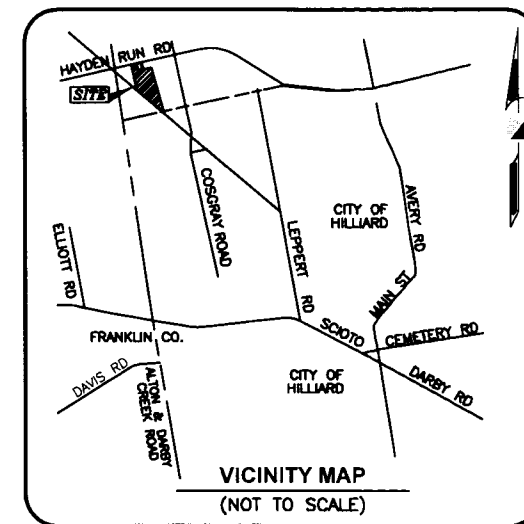 HAYDEN RUN RD
SITE
COSGRAY ROAD
CITY OF
HILLIARD
AVERY RD
ELLIOTT RD
LEPPERT RD
MAIN ST
SCIOTO
DARBY RD
CEMETERY RD
FRANKLIN CO.
DAVIS RD
ALTON & DARBY
CREEK ROAD
CITY OF
HILLIARD
VICINITY MAP
(NOT TO SCALE)